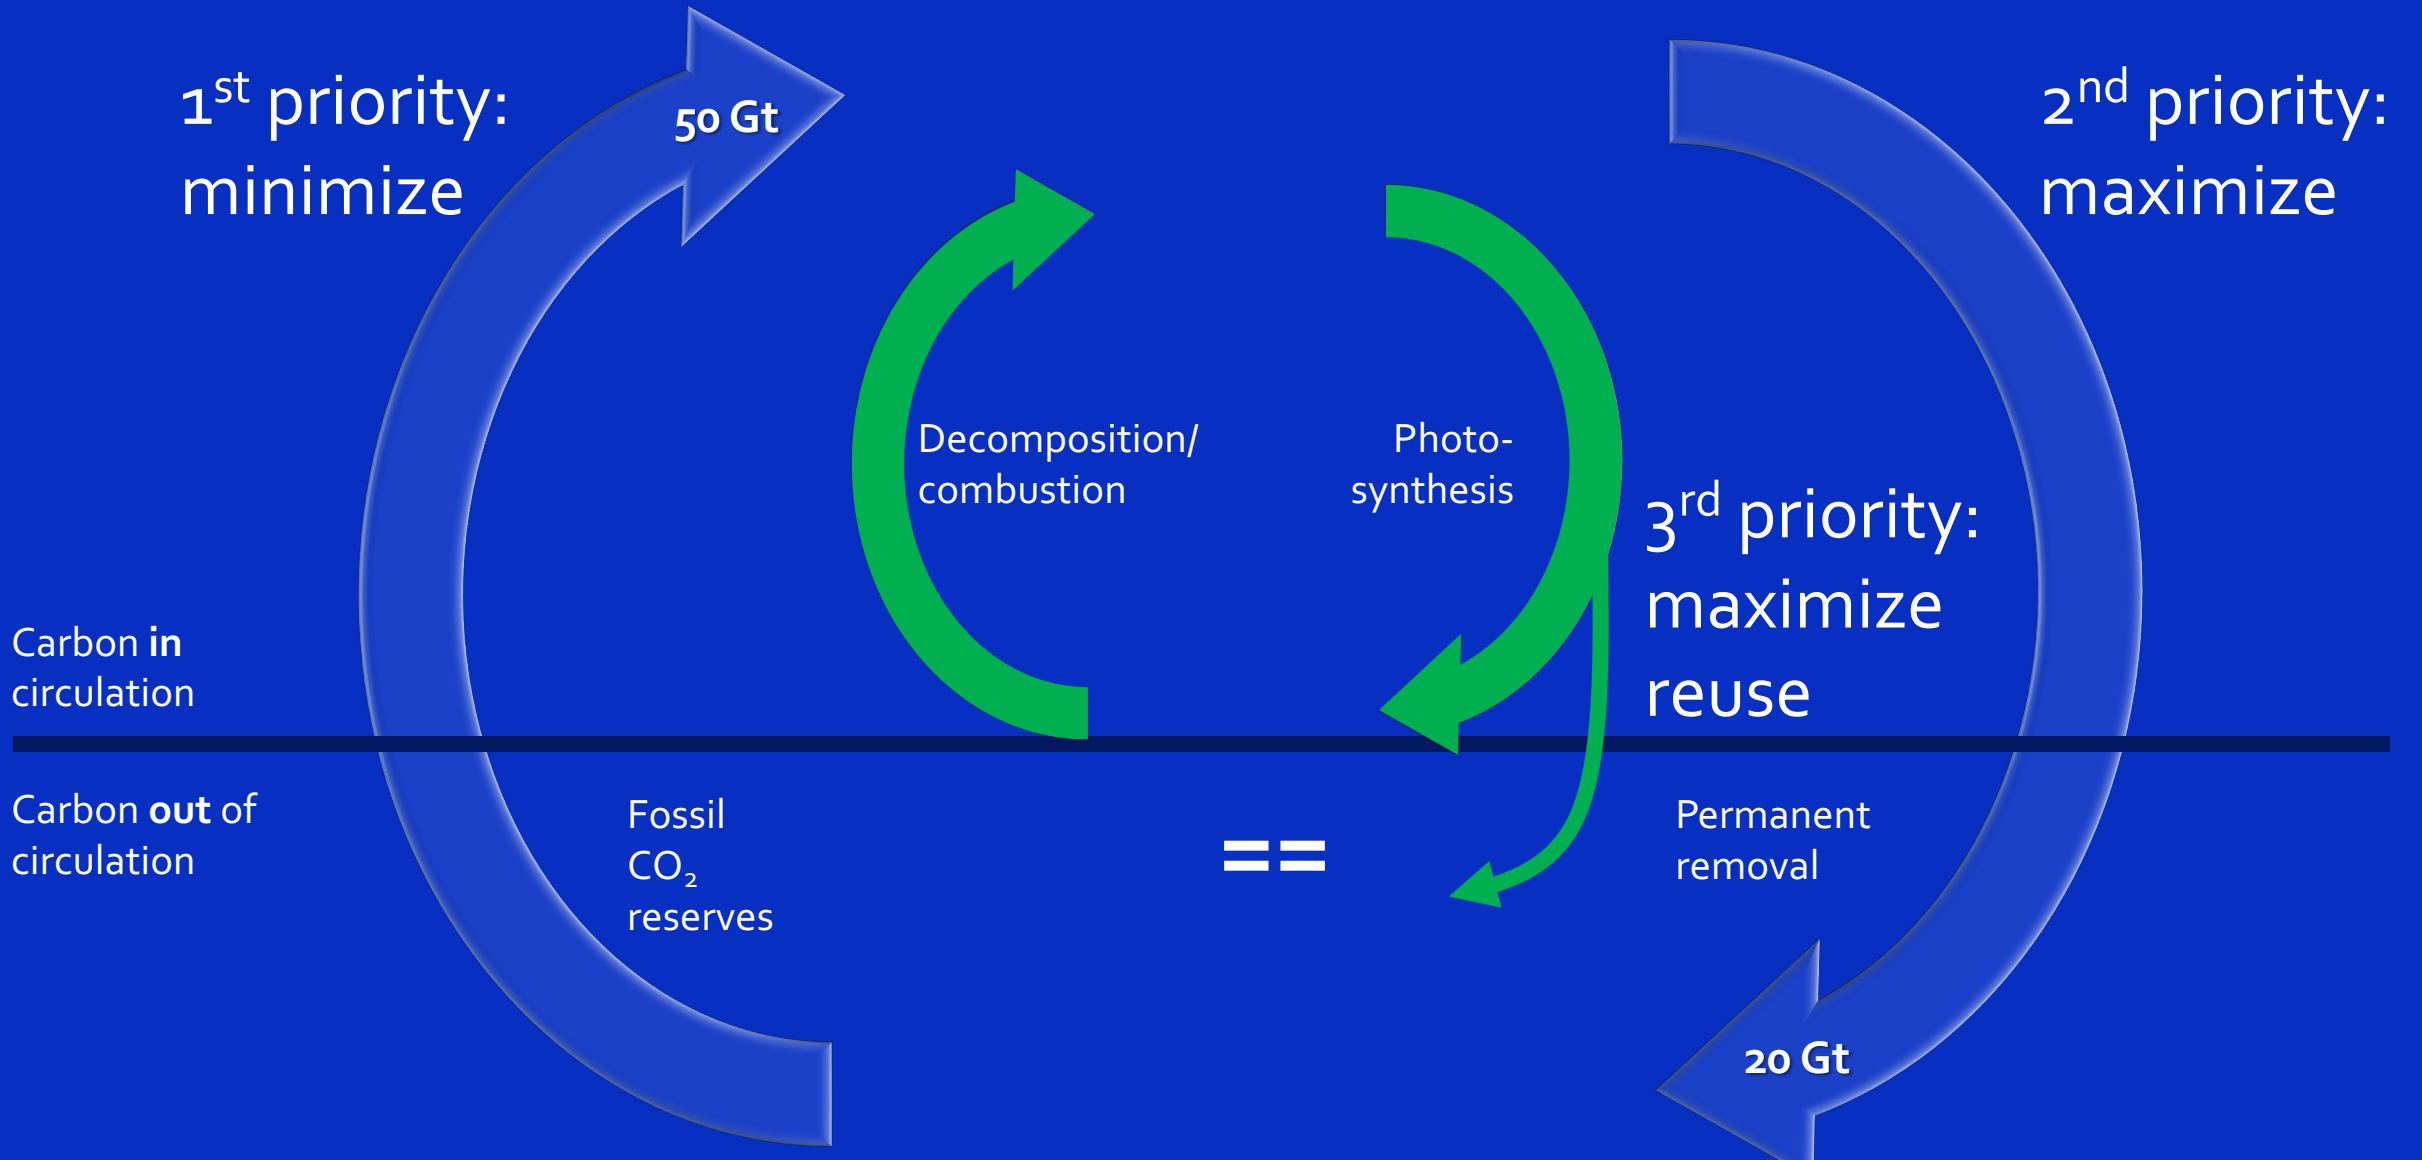 1st priority:
minimize
50 Gt
2nd priority:
maximize
Decomposition/
combustion
Photo-
synthesis
3rd priority:
maximize
reuse
Carbon in
circulation
Carbon out of
circulation
Fossil
CO₂
reserves
==
Permanent
removal
20 Gt